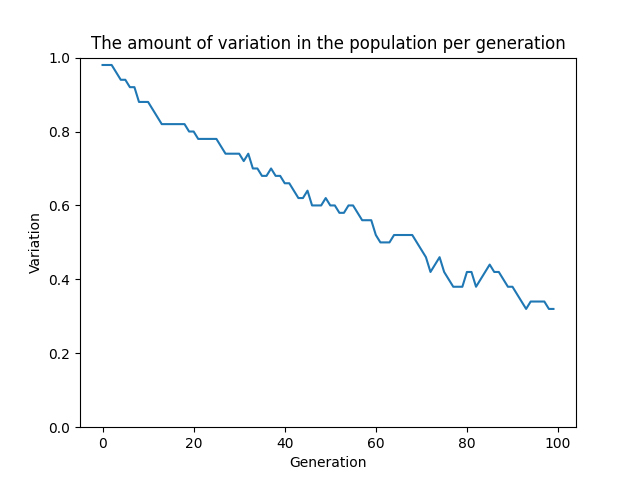 The amount of variation in the population per generation
1.0
0.8
0.6
0.4
0.2
0.0
Variation
0 20 40 60 80 100
Generation